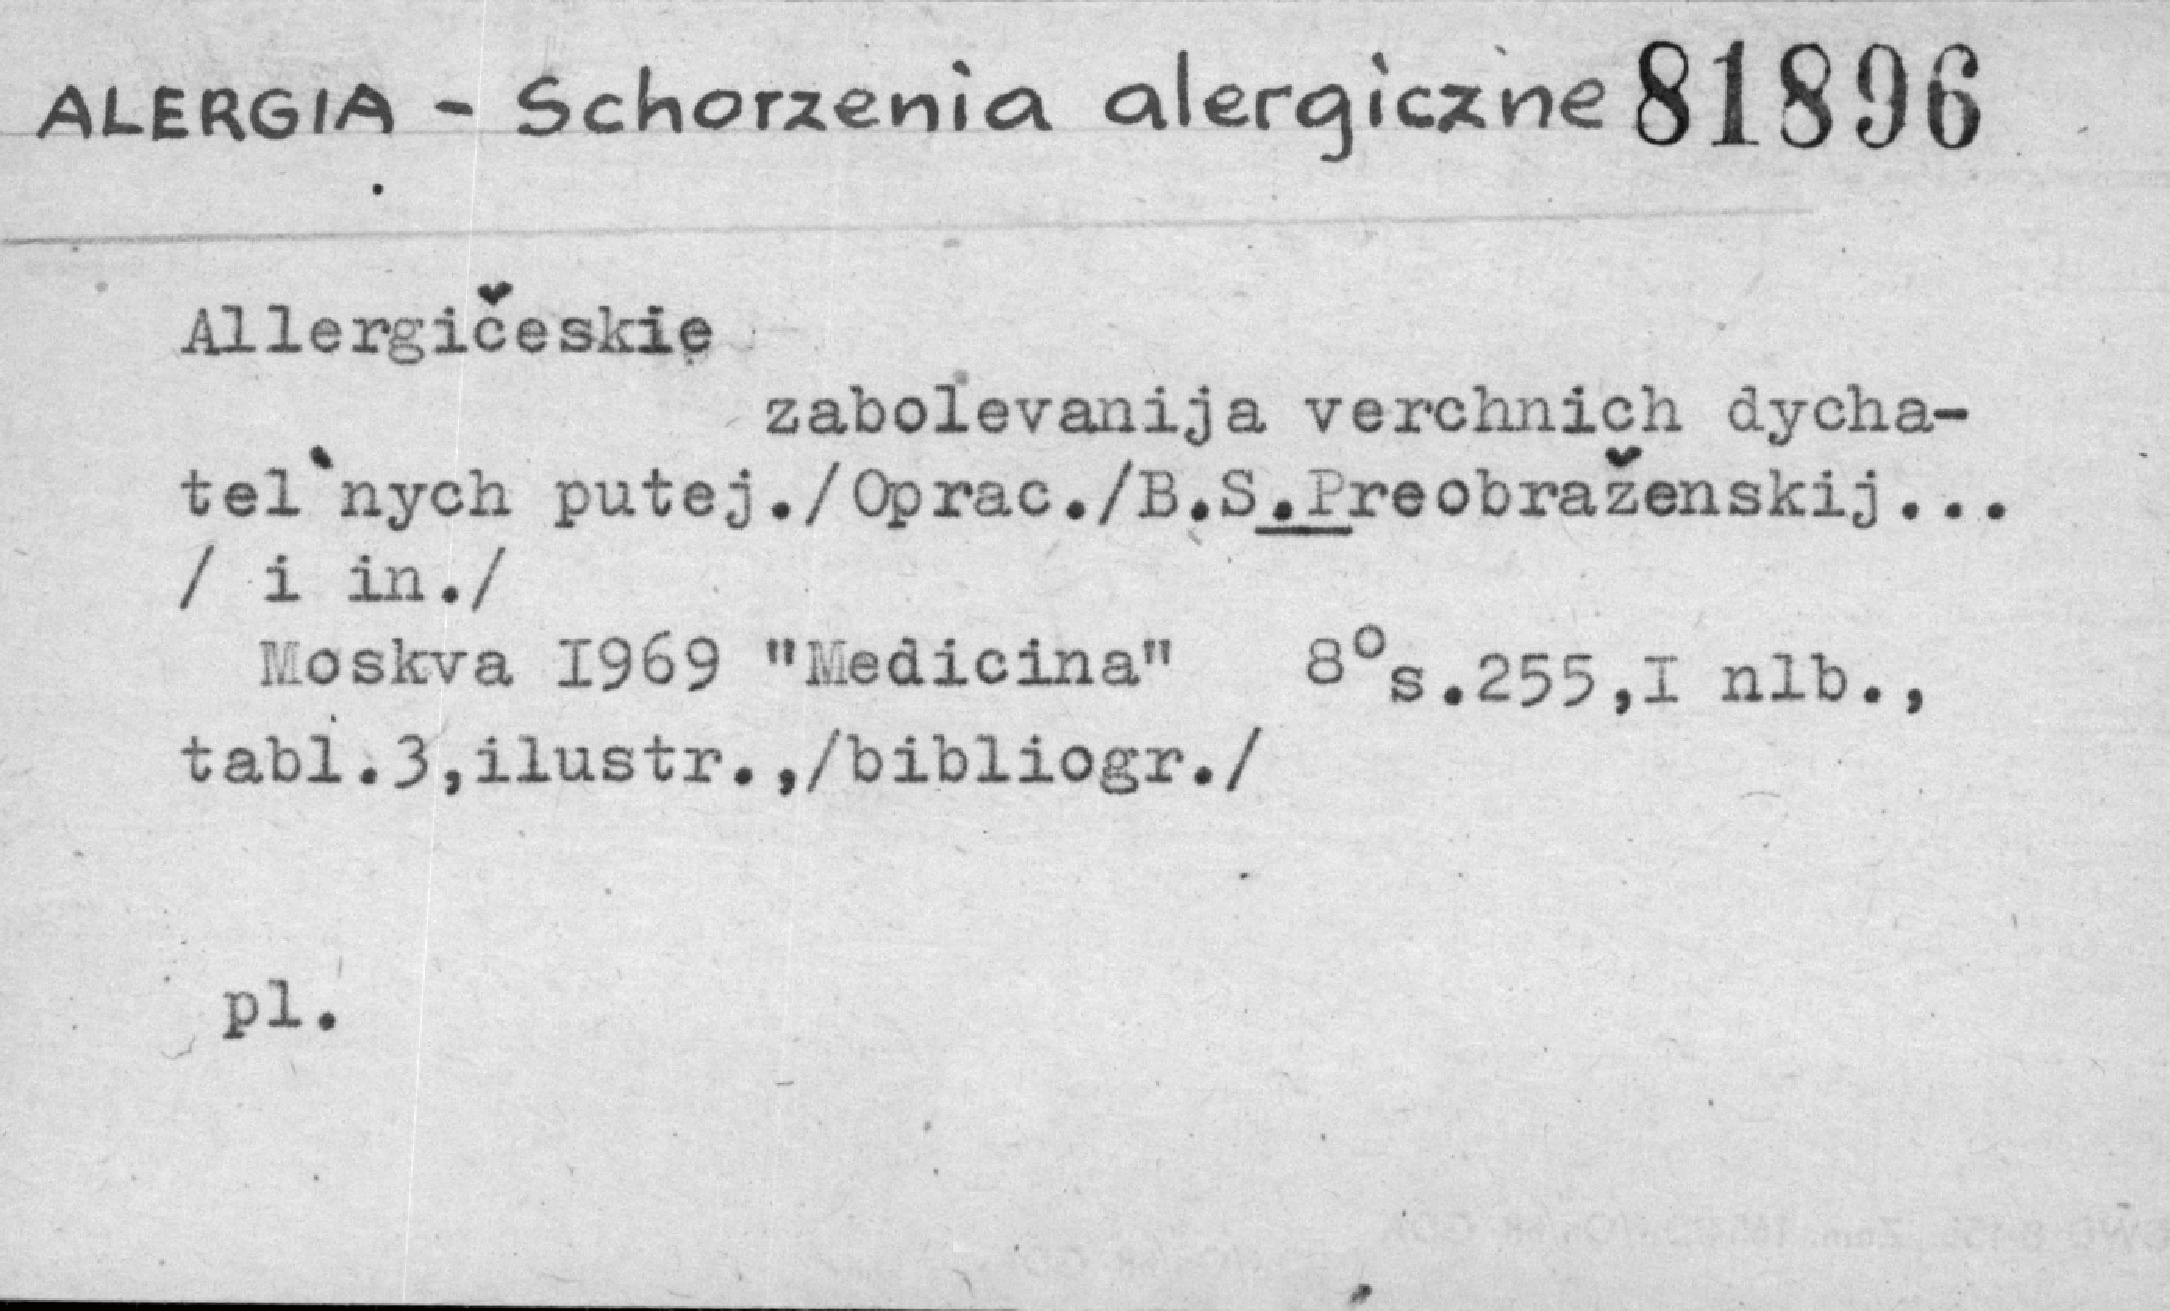 ALERGIA - Schorzenia alergiczne 81896
Allergičeskie
zabolevanija verchnich dycha-
tel`nych putej./Oprac./B.S.Preobraženskij...
/ i in./
Moskva I969 "Medicina" 8°s.255,I nlb.,
tabl.3,ilustr.,/bibliogr./
pl.